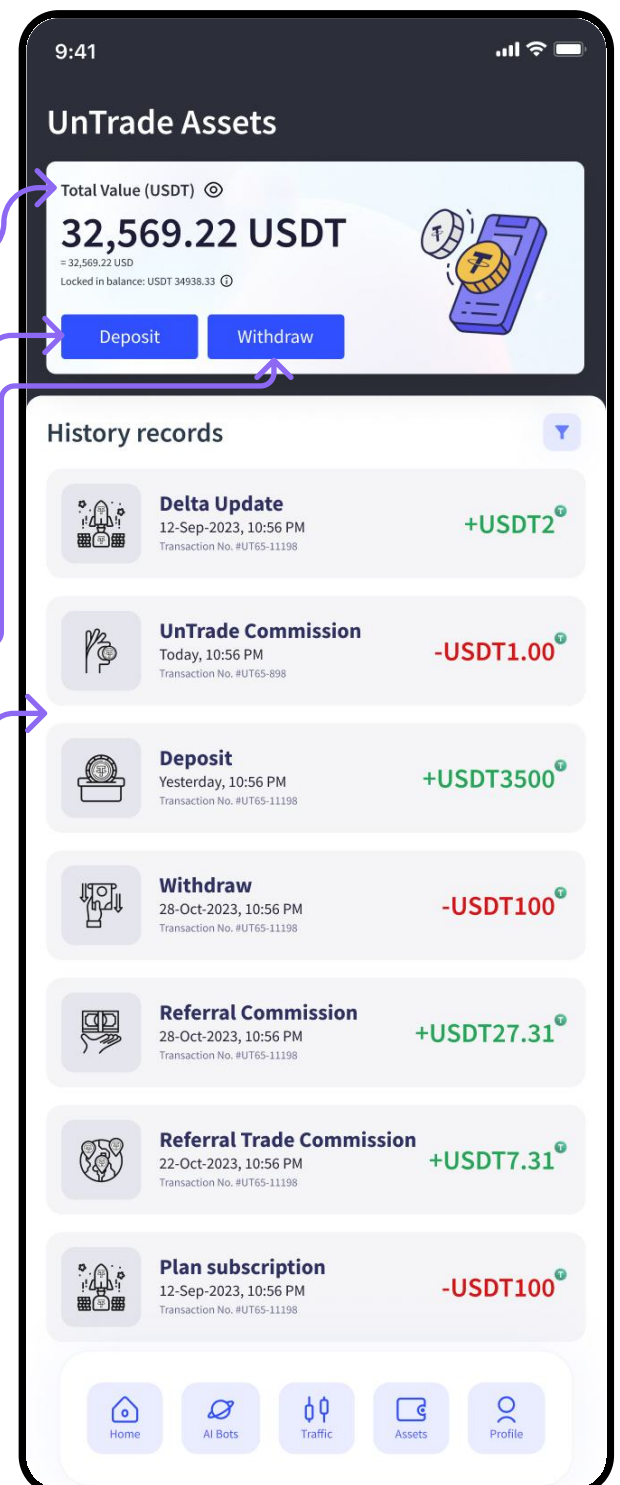 9:41
UnTrade Assets
Total Value (USDT)
32,569.22 USDT
= 32,569.22 USD
Locked in balance: USDT 34938.33
Deposit
Withdraw
History records
Delta Update
12-Sep-2023, 10:56 PM
Transaction No. #UT65-11198
+USDT2
UnTrade Commission
Today, 10:56 PM
Transaction No. #UT65-898
-USDT1.00
Deposit
Yesterday, 10:56 PM
Transaction No. #UT65-11198
+USDT3500
Withdraw
28-Oct-2023, 10:56 PM
Transaction No. #UT65-11198
-USDT100
Referral Commission
28-Oct-2023, 10:56 PM
Transaction No. #UT65-11198
+USDT27.31
Referral Trade Commission
22-Oct-2023, 10:56 PM
Transaction No. #UT65-11198
+USDT7.31
Plan subscription
12-Sep-2023, 10:56 PM
Transaction No. #UT65-11198
-USDT100
Home
AI Bots
Traffic
Assets
Profile